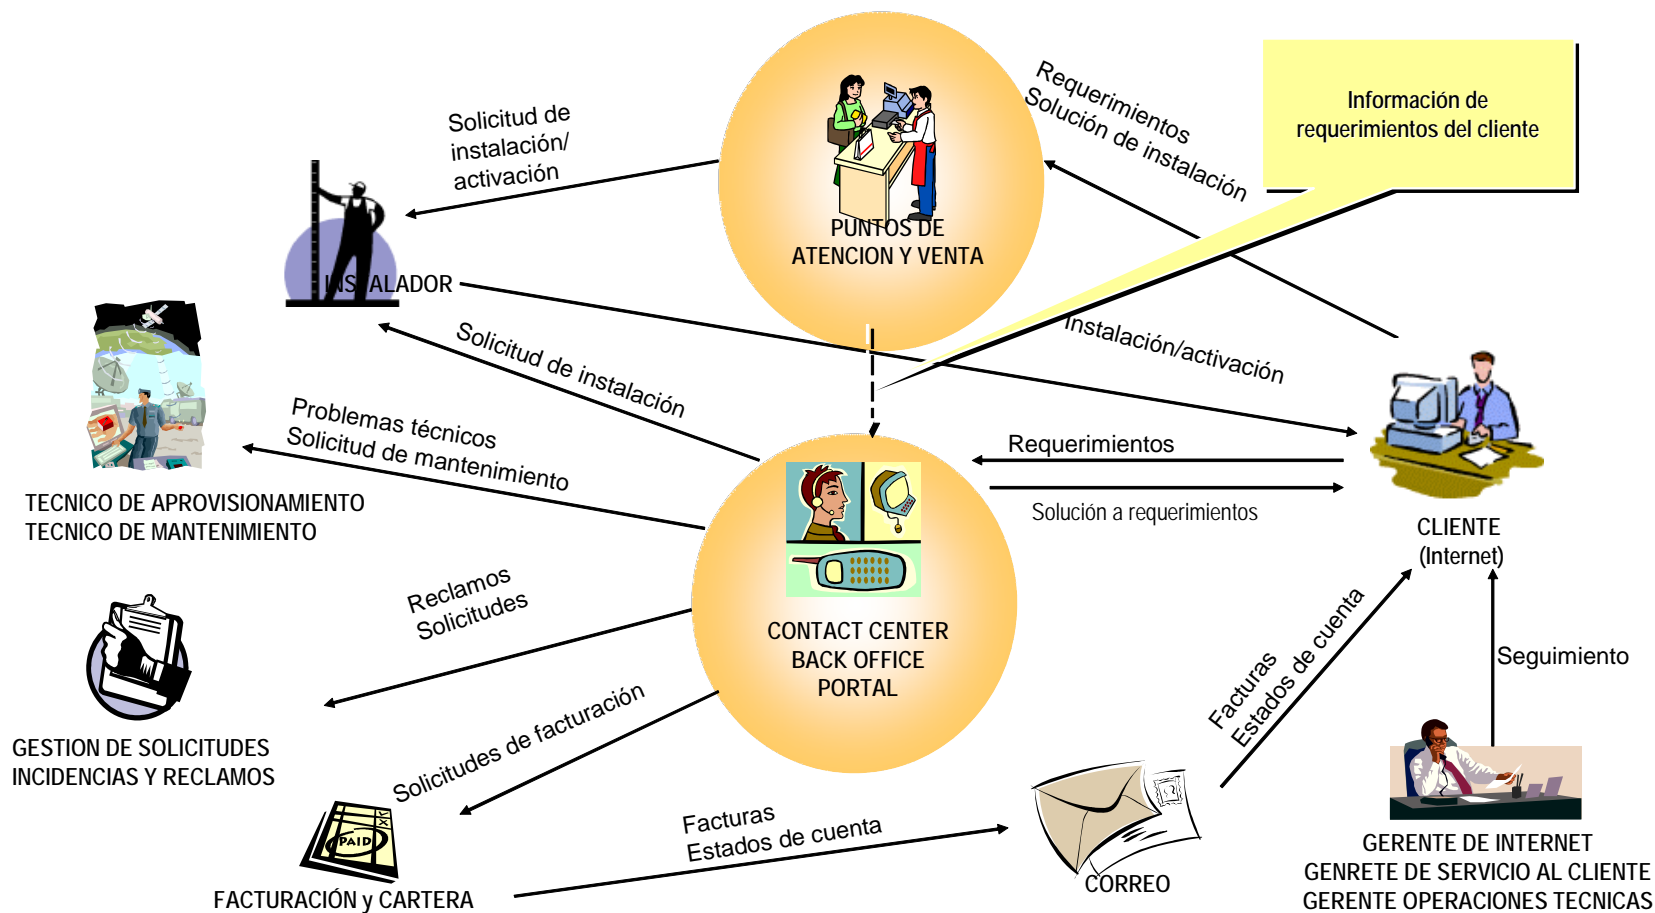 Solicitud de
instalación/
activación
Requerimientos
Solución de instalación
Información de
requerimientos del cliente
PUNTOS DE
ATENCION Y VENTA
INSTALADOR
Instalación/activación
Solicitud de instalación
Problemas técnicos
Solicitud de mantenimiento
TECNICO DE APROVISIONAMIENTO
TECNICO DE MANTENIMIENTO
Requerimientos
Solución a requerimientos
CLIENTE
(Internet)
Reclamos
Solicitudes
CONTACT CENTER
BACK OFFICE
PORTAL
GESTION DE SOLICITUDES
INCIDENCIAS Y RECLAMOS
Solicitudes de facturación
Facturas
Estados de cuenta
Seguimiento
PAID
FACTURACIÓN y CARTERA
Facturas
Estados de cuenta
CORREO
GERENTE DE INTERNET
GENRETE DE SERVICIO AL CLIENTE
GERENTE OPERACIONES TECNICAS